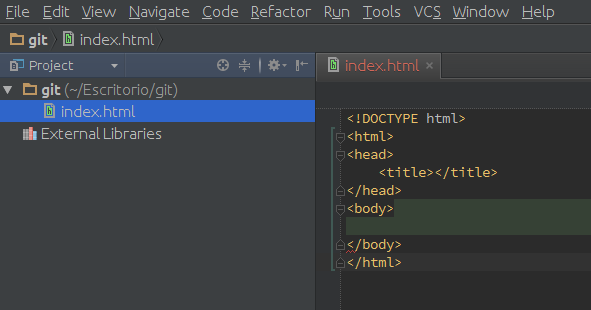 File Edit View Navigate Code Refactor Run Tools VCS Window Help
git index.html
Project
index.html
git (~/Escritorio/git)
index.html
External Libraries
<!DOCTYPE html>
<html>
<head>
<title></title>
</head>
<body>
</body>
</html>